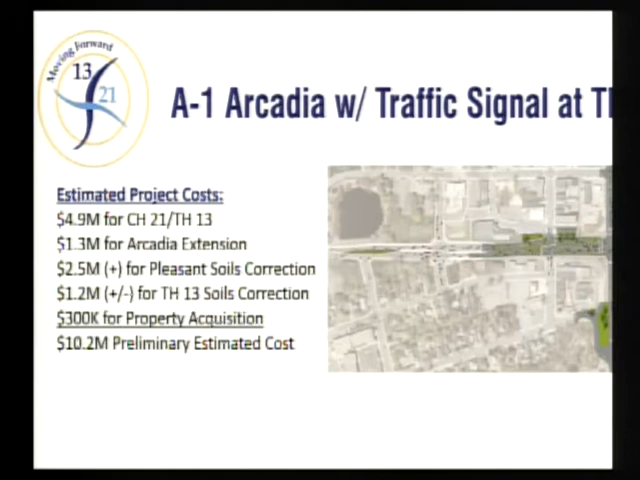 Moving Forward
13
21
A-1 Arcadia w/ Traffic Signal at
Estimated Project Costs:
$4.9M for CH 21/TH 13
$1.3M for Arcadia Extension
$2.5M (+) for Pleasant Soils Correction
$1.2M (+/-) for TH 13 Soils Correction
$300K for Property Acquisition
$10.2M Preliminary Estimated Cost